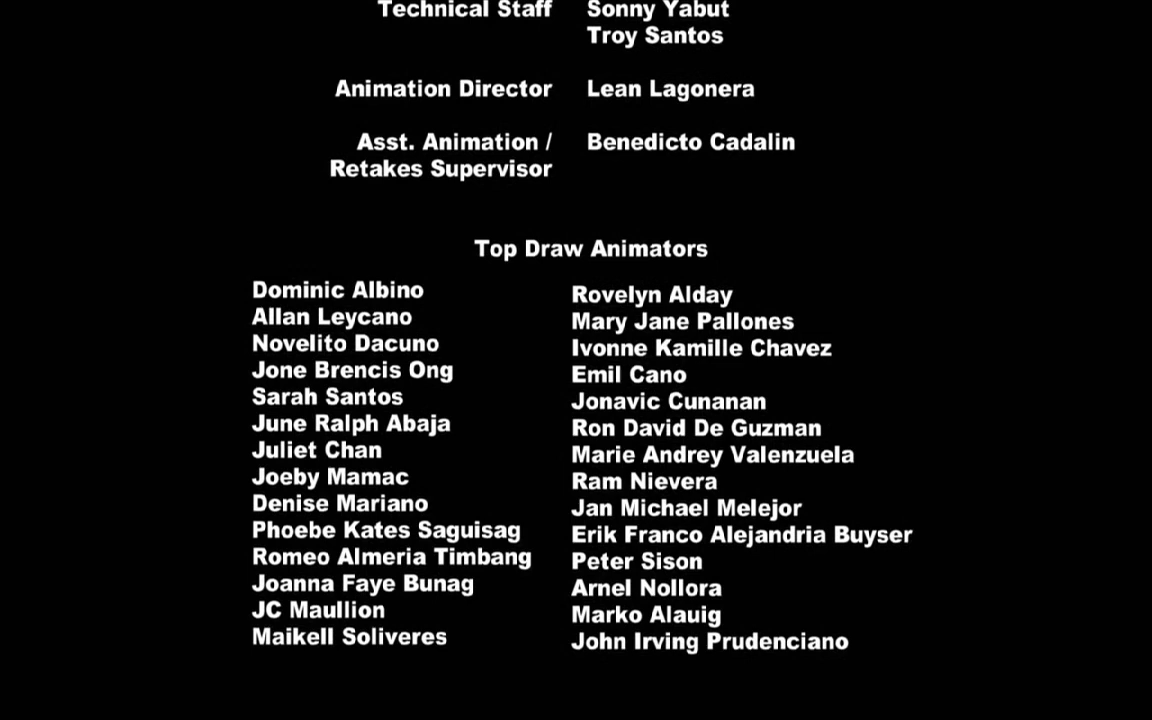 Technical Staff Sonny Yabut
Troy Santos
Animation Director Lean Lagonera
Asst. Animation / Benedicto Cadalin
Retakes Supervisor
Top Draw Animators
Dominic Albino
Allan Leycano
Novelito Dacuno
Jone Brencis Ong
Sarah Santos
June Ralph Abaja
Juliet Chan
Joeby Mamac
Denise Mariano
Phoebe Kates Saguisag
Romeo Almeria Timbang
Joanna Faye Bunag
JC Maullion
Maikell Soliveres
Rovelyn Alday
Mary Jane Pallones
Ivonne Kamille Chavez
Emil Cano
Jonavic Cunanan
Ron David De Guzman
Marie Andrey Valenzuela
Ram Nievera
Jan Michael Melejor
Erik Franco Alejandria Buyser
Peter Sison
Arnel Nollora
Marko Alauig
John Irving Prudenciano